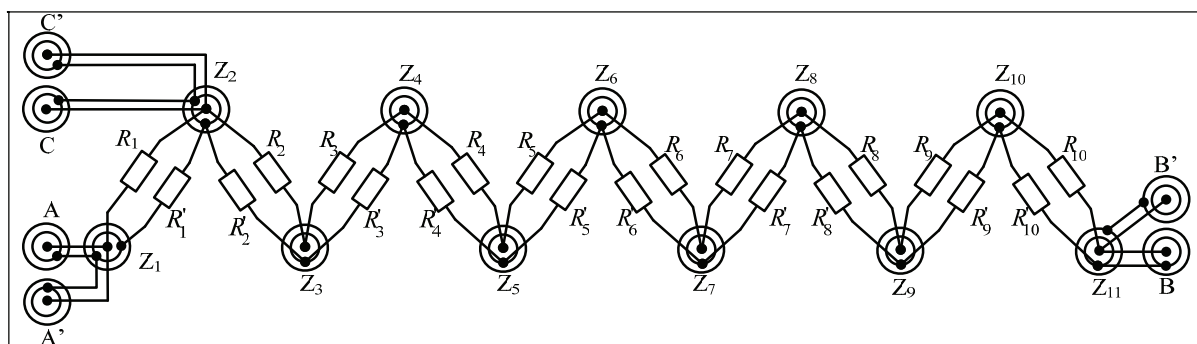 C’
Z₂ Z₄ Z₆ Z₈ Z₁₀
C
R₁ R₂ R₃ R₄ R₅ R₆ R₇ R₈ R₉ R₁₀
B’
A
R'₁ R'₂ R'₃ R'₄ R'₅ R'₆ R'₇ R'₈ R'₉ R'₁₀
Z₁ Z₃ Z₅ Z₇ Z₉ Z₁₁ B
A’